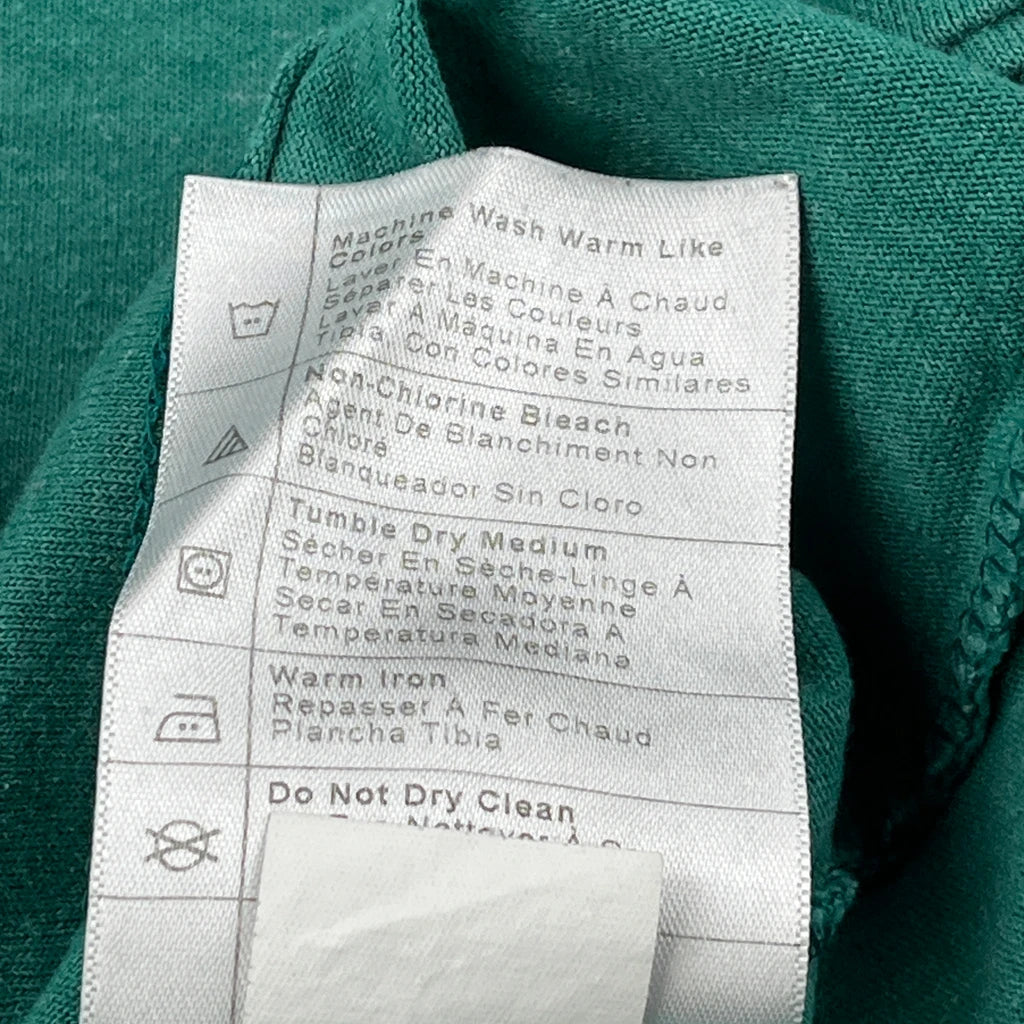 Machine Wash Warm Like
Colors
Laver En Machine À Chaud,
Séparer Les Couleurs
Lavar À Máquina En Agua
Tibia, Con Colores Similares
Non-Chlorine Bleach
Agent De Blanchiment Non
Chloré
Blanqueador Sin Cloro
Tumble Dry Medium
Sécher En Sèche-Linge À
Température Moyenne
Secar En Secadora A
Temperatura Mediana
Warm Iron
Repasser À Fer Chaud
Plancha Tibia
Do Not Dry Clean
Nettoyer À